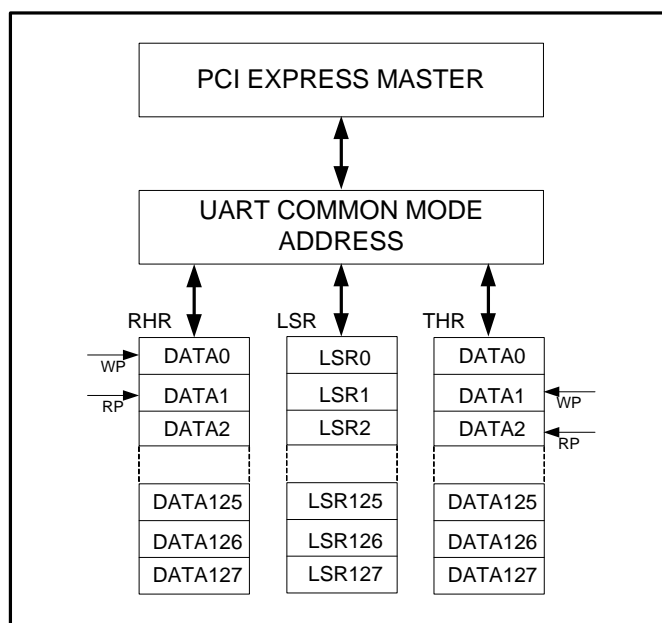 PCI EXPRESS MASTER
UART COMMON MODE
ADDRESS
RHR LSR THR
DATA0 LSR0 DATA0
WP
DATA1 LSR1 DATA1
RP WP
DATA2 LSR2 DATA2
RP
DATA125 LSR125 DATA125
DATA126 LSR126 DATA126
DATA127 LSR127 DATA127